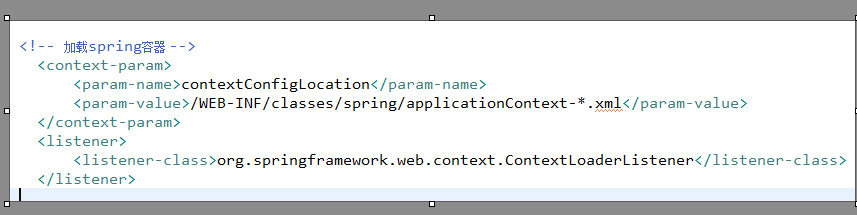 <!-- 加载spring容器 -->
<context-param>
<param-name>contextConfigLocation</param-name>
<param-value>/WEB-INF/classes/spring/applicationContext-*.xml</param-value>
</context-param>
<listener>
<listener-class>org.springframework.web.context.ContextLoaderListener</listener-class>
</listener>